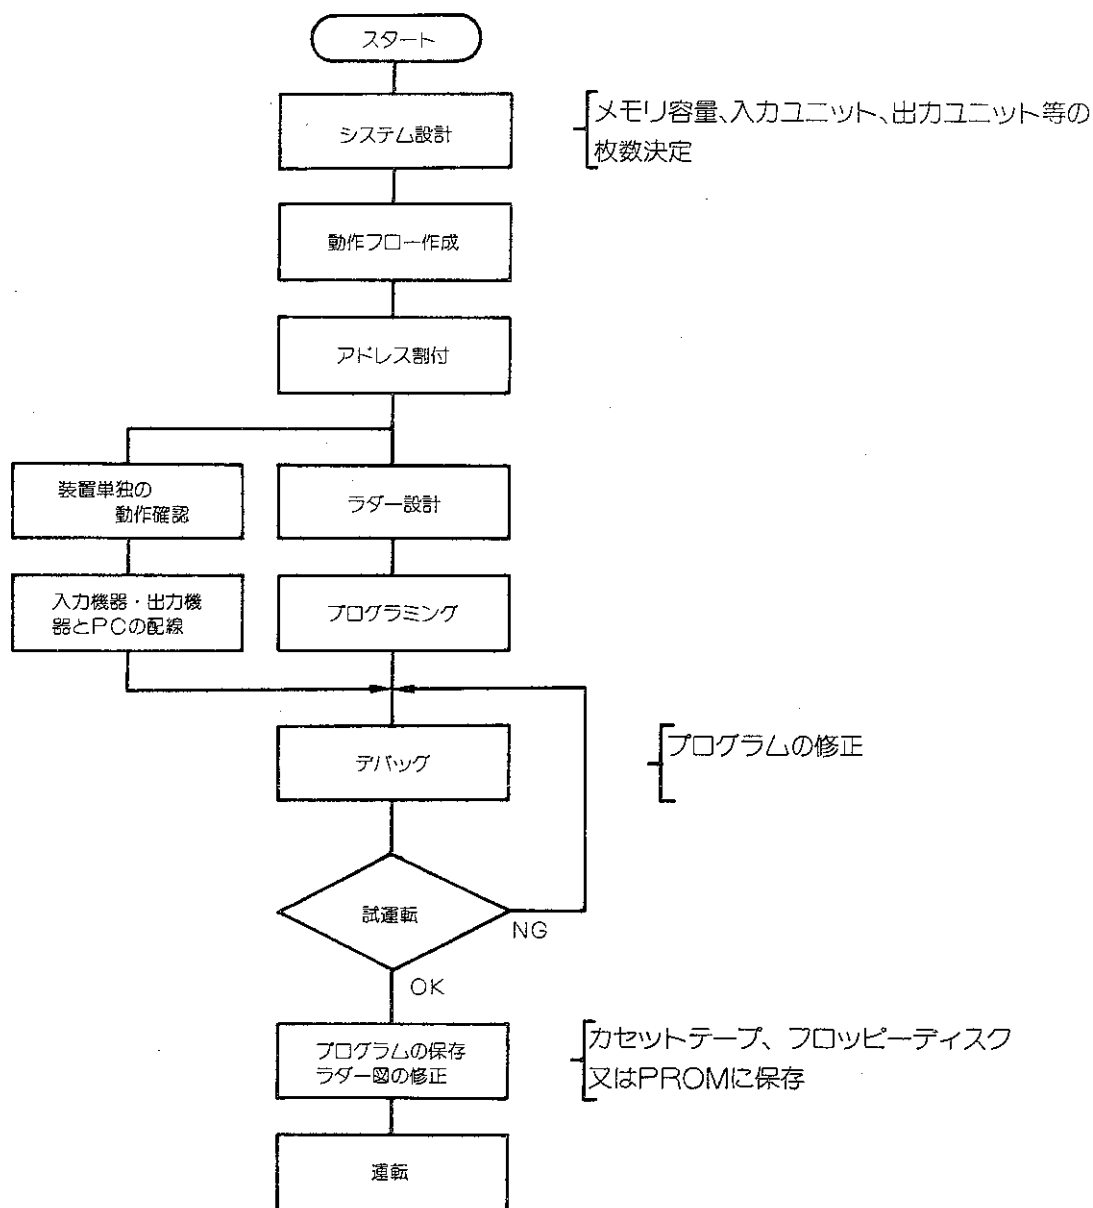 スタート
システム設計
メモリ容量、入力ユニット、出力ユニット等の
枚数決定
動作フロー作成
アドレス割付
装置単独の
動作確認
ラダー設計
入力機器・出力機
器とPCの配線
プログラミング
デバッグ
プログラムの修正
試運転
NG
OK
プログラムの保存
ラダー図の修正
カセットテープ、フロッピーディスク
又はPROMに保存
運転